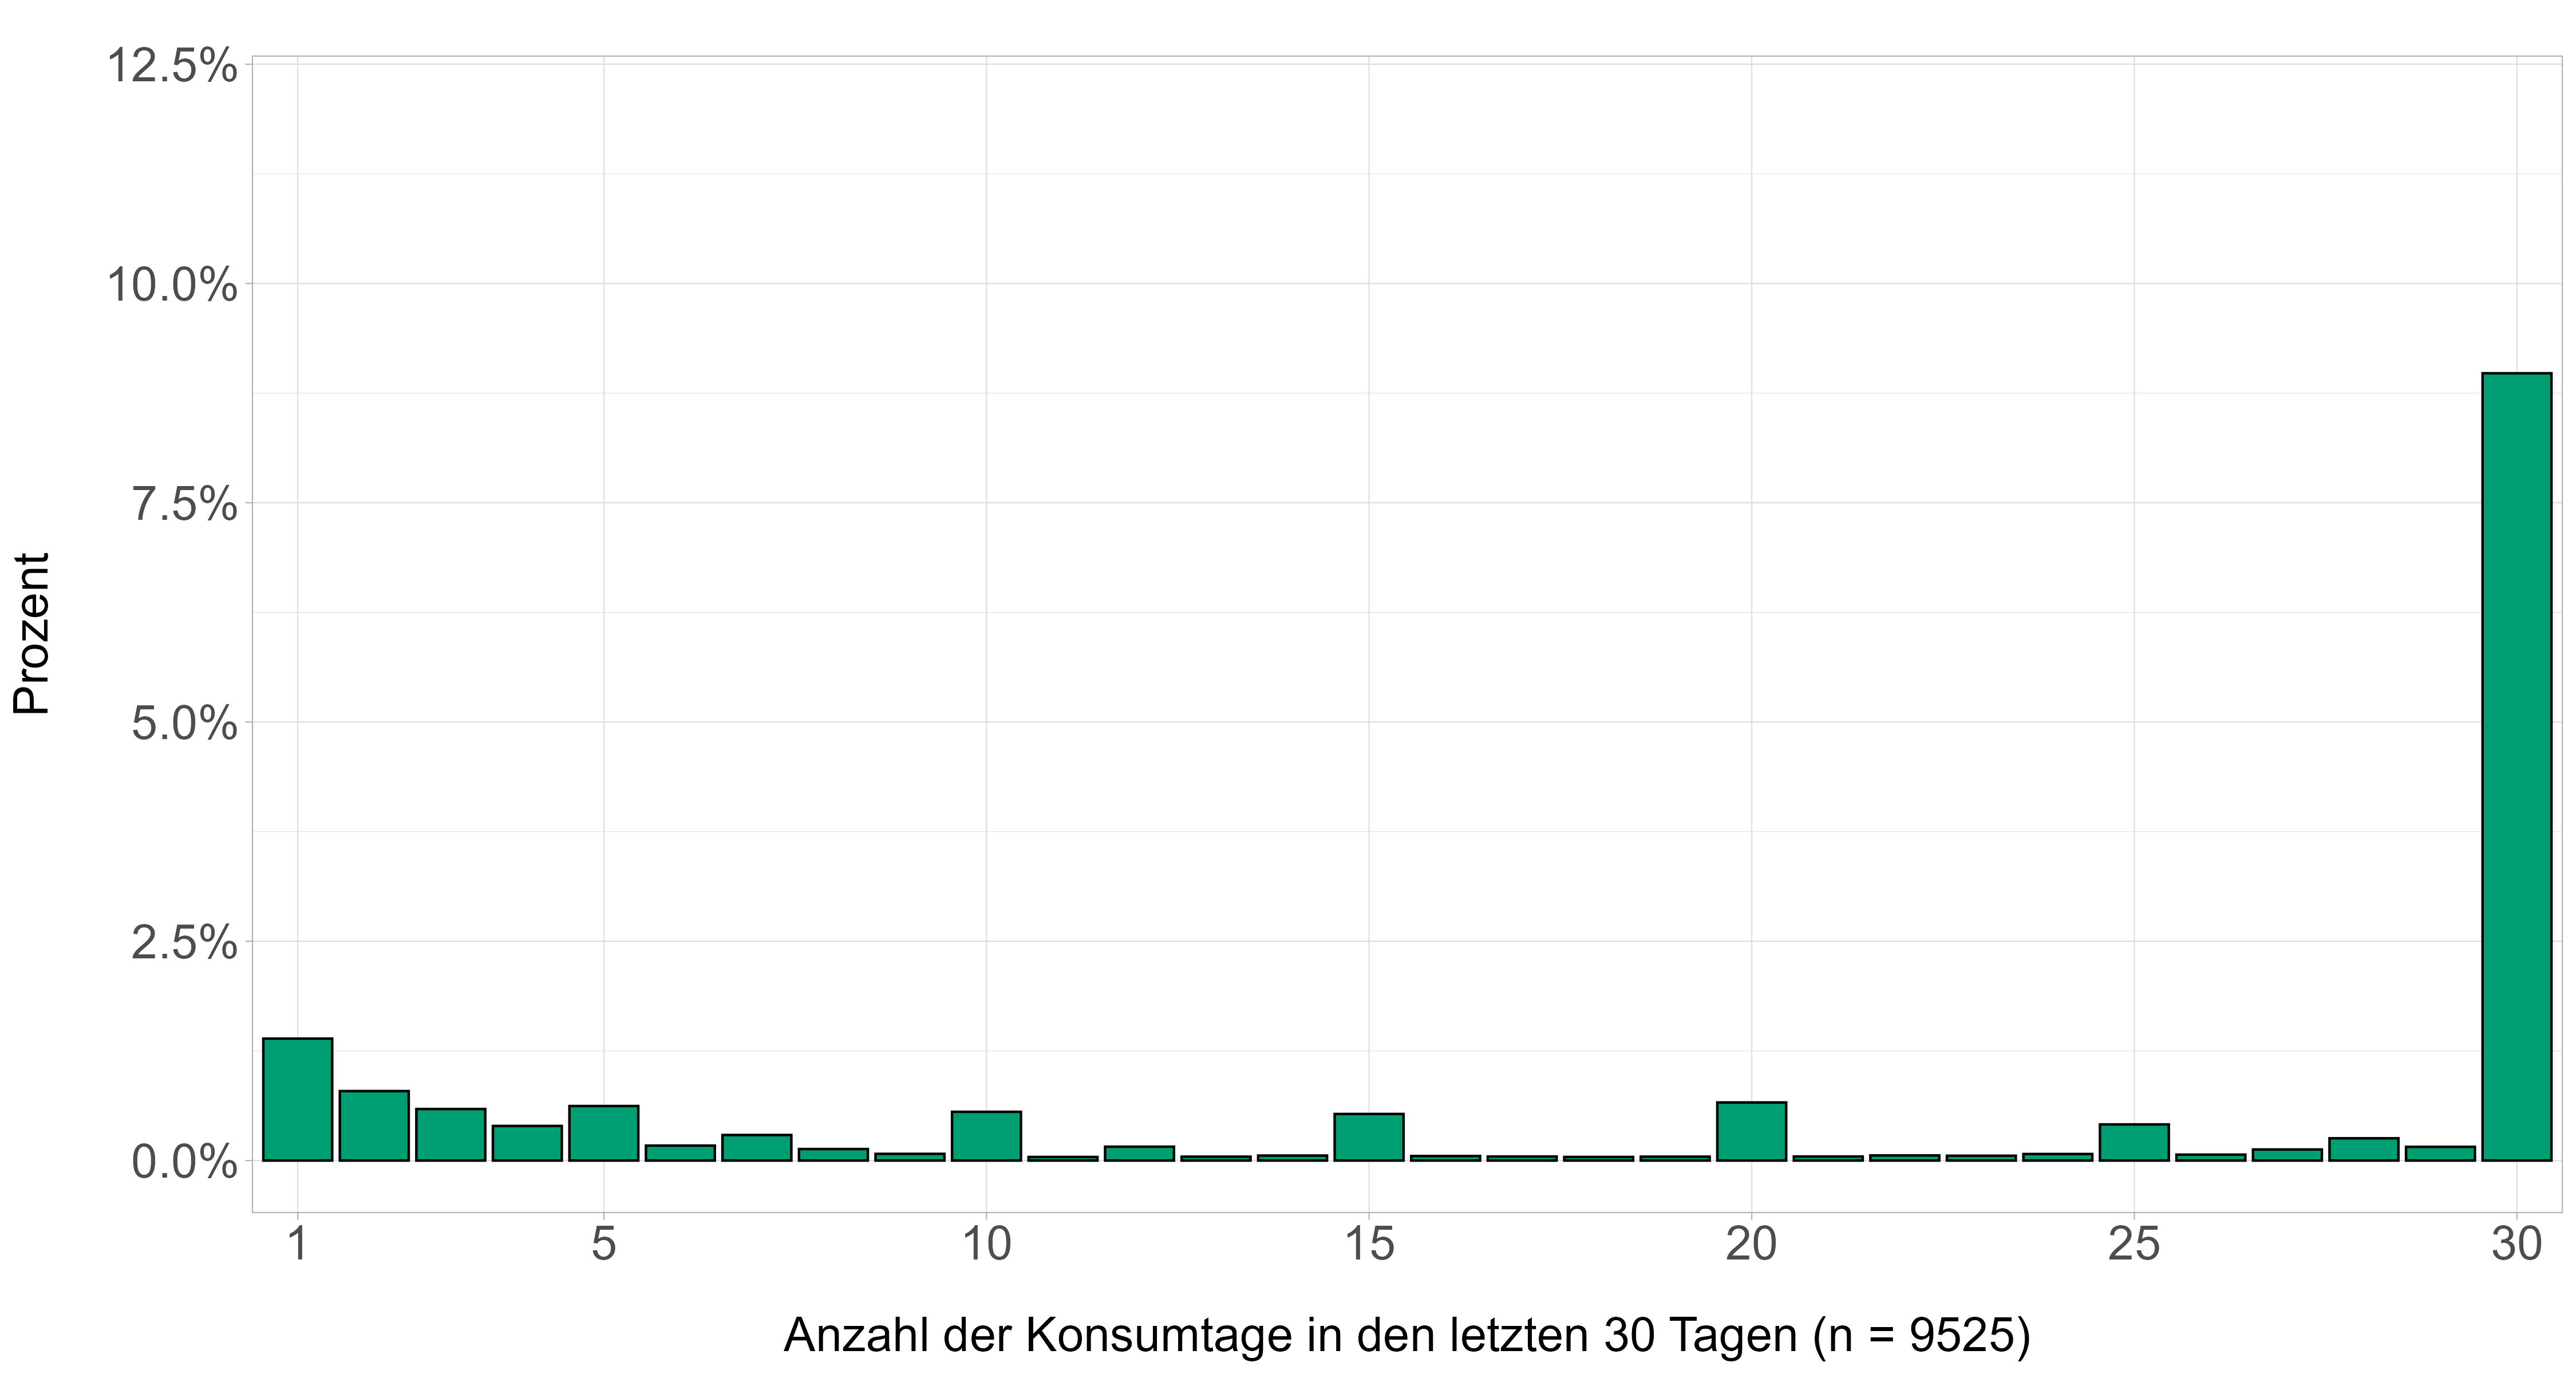 12.5%
10.0%
7.5%
5.0%
2.5%
0.0%
Prozent
1 5 10 15 20 25 30
Anzahl der Konsumtage in den letzten 30 Tagen (n = 9525)